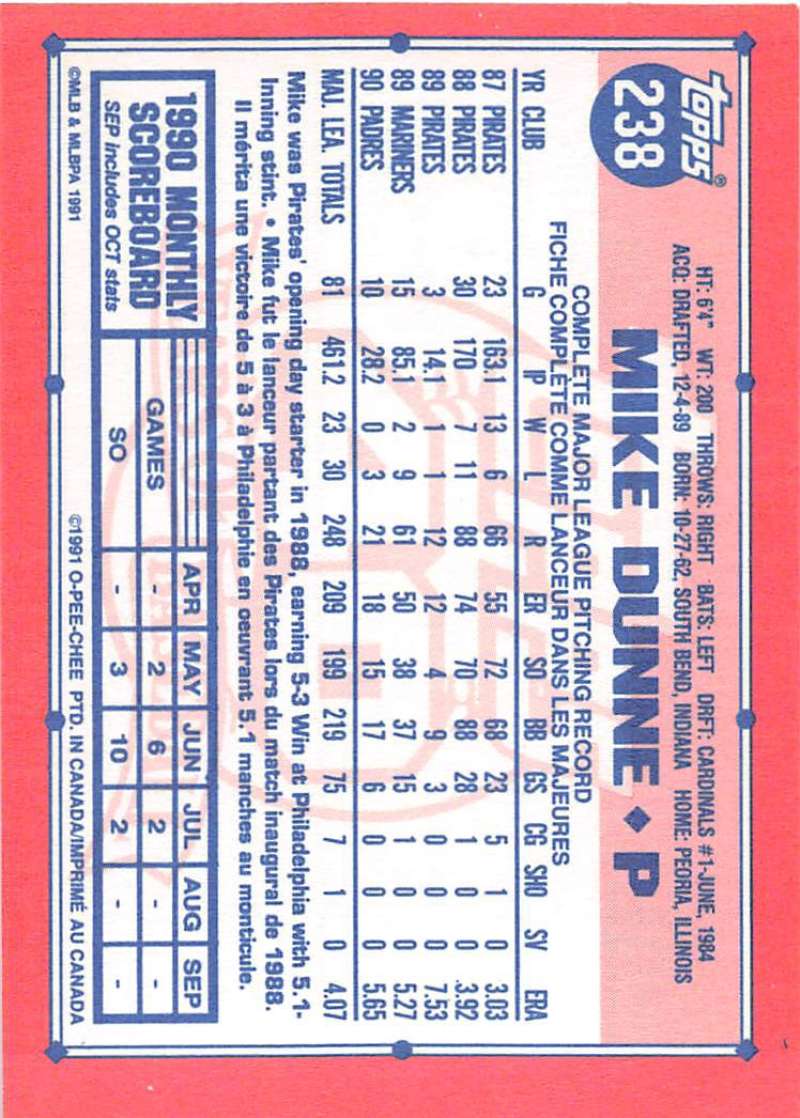 topps®
238
HT: 6'4" WT: 200 THROWS: RIGHT BATS: LEFT DRFT: CARDINALS #1-JUNE, 1984
ACQ: DRAFTED, 12-4-89 BORN: 10-27-62, SOUTH BEND, INDIANA HOME: PEORIA, ILLINOIS
MIKE DUNNE ♦ P
COMPLETE MAJOR LEAGUE PITCHING RECORD
FICHE COMPLÈTE COMME LANCEUR DANS LES MAJEURES
YR CLUB G IP W L R ER SO BB GS CG SHO SV ERA
87 PIRATES 23 163.1 13 6 66 55 72 68 23 5 1 0 3.03
88 PIRATES 30 170 7 11 88 74 70 88 28 1 0 0 3.92
89 PIRATES 3 14.1 1 1 12 12 4 9 3 0 0 0 7.53
89 MARINERS 15 85.1 2 9 61 50 38 37 15 1 0 0 5.27
90 PADRES 10 28.2 0 3 21 18 15 17 6 0 0 0 5.65
MAJ. LEA. TOTALS 81 461.2 23 30 248 209 199 219 75 7 1 0 4.07
Mike was Pirates' opening day starter in 1988, earning 5-3 Win at Philadelphia with 5.1-
Inning stint. • Mike fut le lanceur partant des Pirates lors du match inaugural de 1988.
Il mérita une victoire de 5 à 3 à Philadelphie en oeuvrant 5.1 manches au monticule.
1990 MONTHLY
SCOREBOARD
SEP includes OCT stats
APR MAY JUN JUL AUG SEP
GAMES - 2 6 2 - -
SO - 3 10 2 - -
©MLB & MLBPA 1991
©1991 O-PEE-CHEE PTD. IN CANADA/IMPRIMÉ AU CANADA